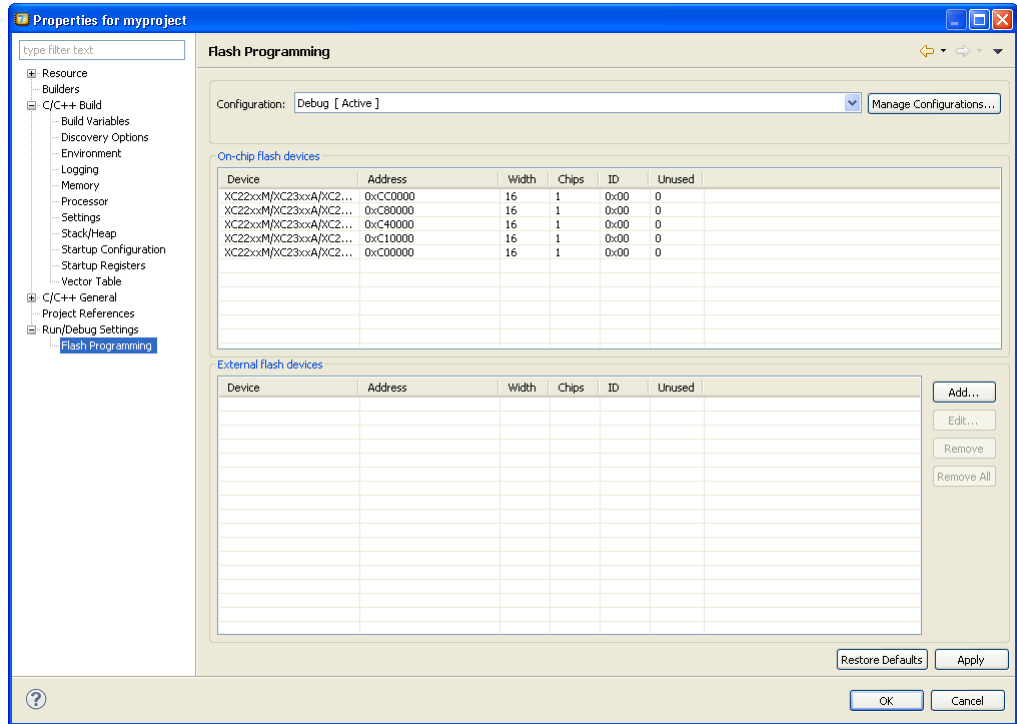 Properties for myproject
type filter text
Resource
Builders
C/C++ Build
Build Variables
Discovery Options
Environment
Logging
Memory
Processor
Settings
Stack/Heap
Startup Configuration
Startup Registers
Vector Table
C/C++ General
Project References
Run/Debug Settings
Flash Programming
Flash Programming
Configuration: Debug [ Active ] Manage Configurations...
On-chip flash devices
Device Address Width Chips ID Unused
XC22xxM/XC23xxA/XC2... 0xCC0000 16 1 0x00 0
XC22xxM/XC23xxA/XC2... 0xC80000 16 1 0x00 0
XC22xxM/XC23xxA/XC2... 0xC40000 16 1 0x00 0
XC22xxM/XC23xxA/XC2... 0xC10000 16 1 0x00 0
XC22xxM/XC23xxA/XC2... 0xC00000 16 1 0x00 0
External flash devices
Device Address Width Chips ID Unused
Add...
Edit...
Remove
Remove All
Restore Defaults Apply
OK Cancel